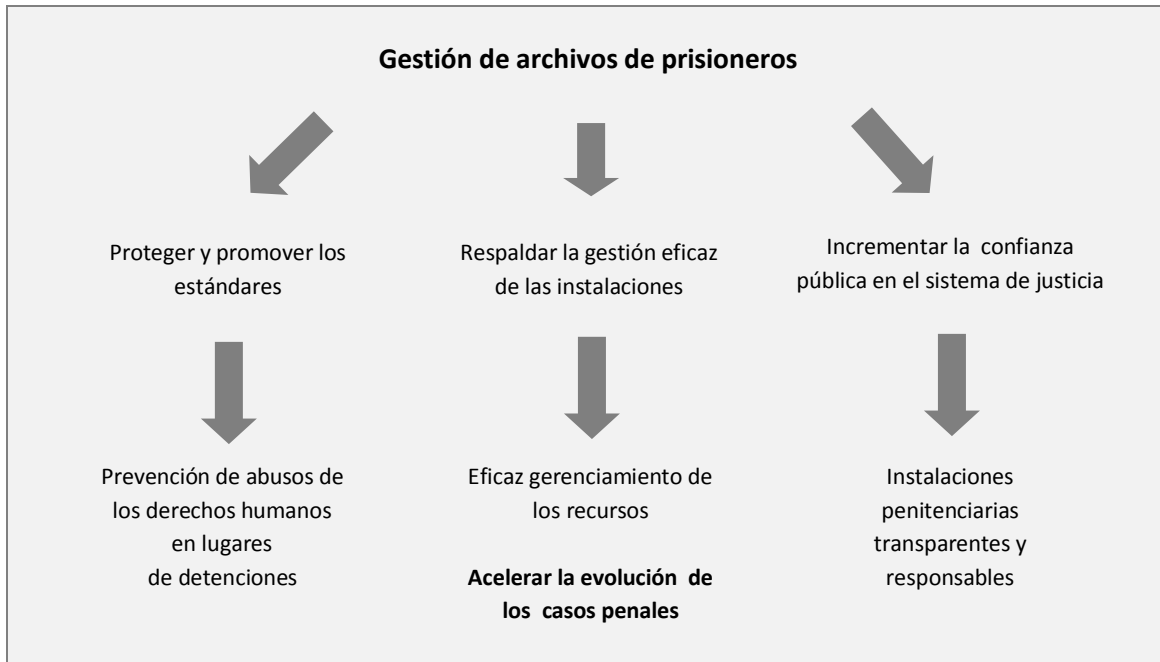 Gestión de archivos de prisioneros
Proteger y promover los
estándares
Respaldar la gestión eficaz
de las instalaciones
Incrementar la  confianza
pública en el sistema de justicia
Prevención de abusos de
los derechos humanos
en lugares
de detenciones
Eficaz gerenciamiento de
los recursos
Acelerar la evolución  de
los  casos penales
Instalaciones
penitenciarias
transparentes y
responsables